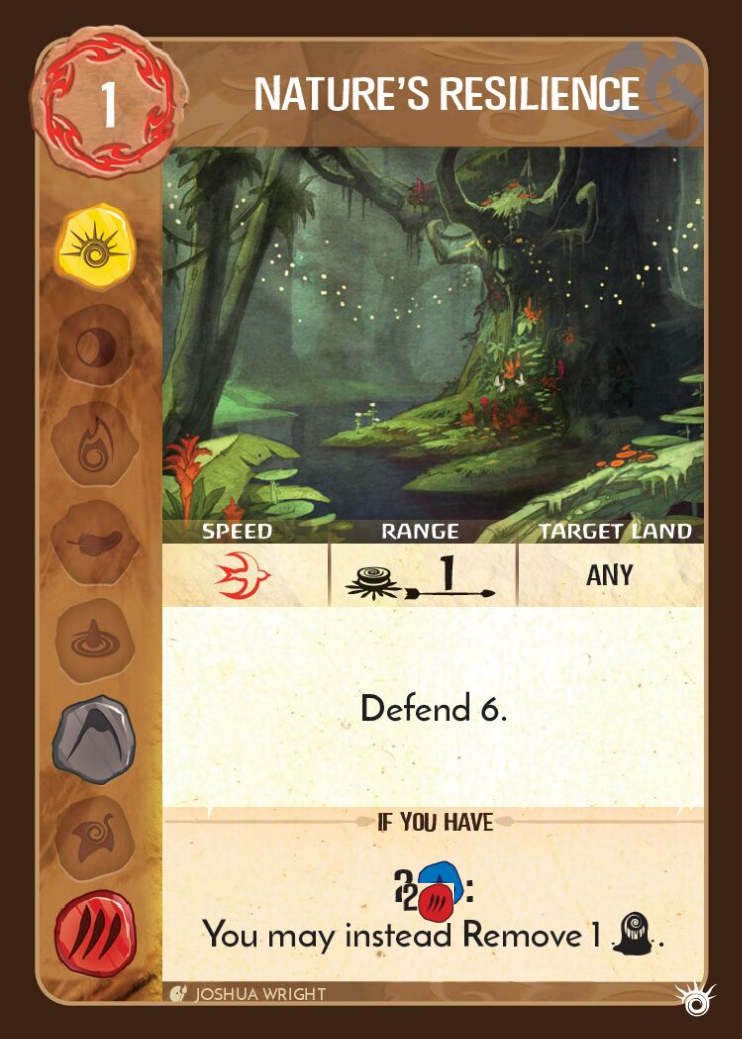 1
NATURE'S RESILIENCE
SPEED RANGE TARGET LAND
1 ANY
Defend 6.
IF YOU HAVE
2 :
You may instead Remove 1 .
JOSHUA WRIGHT